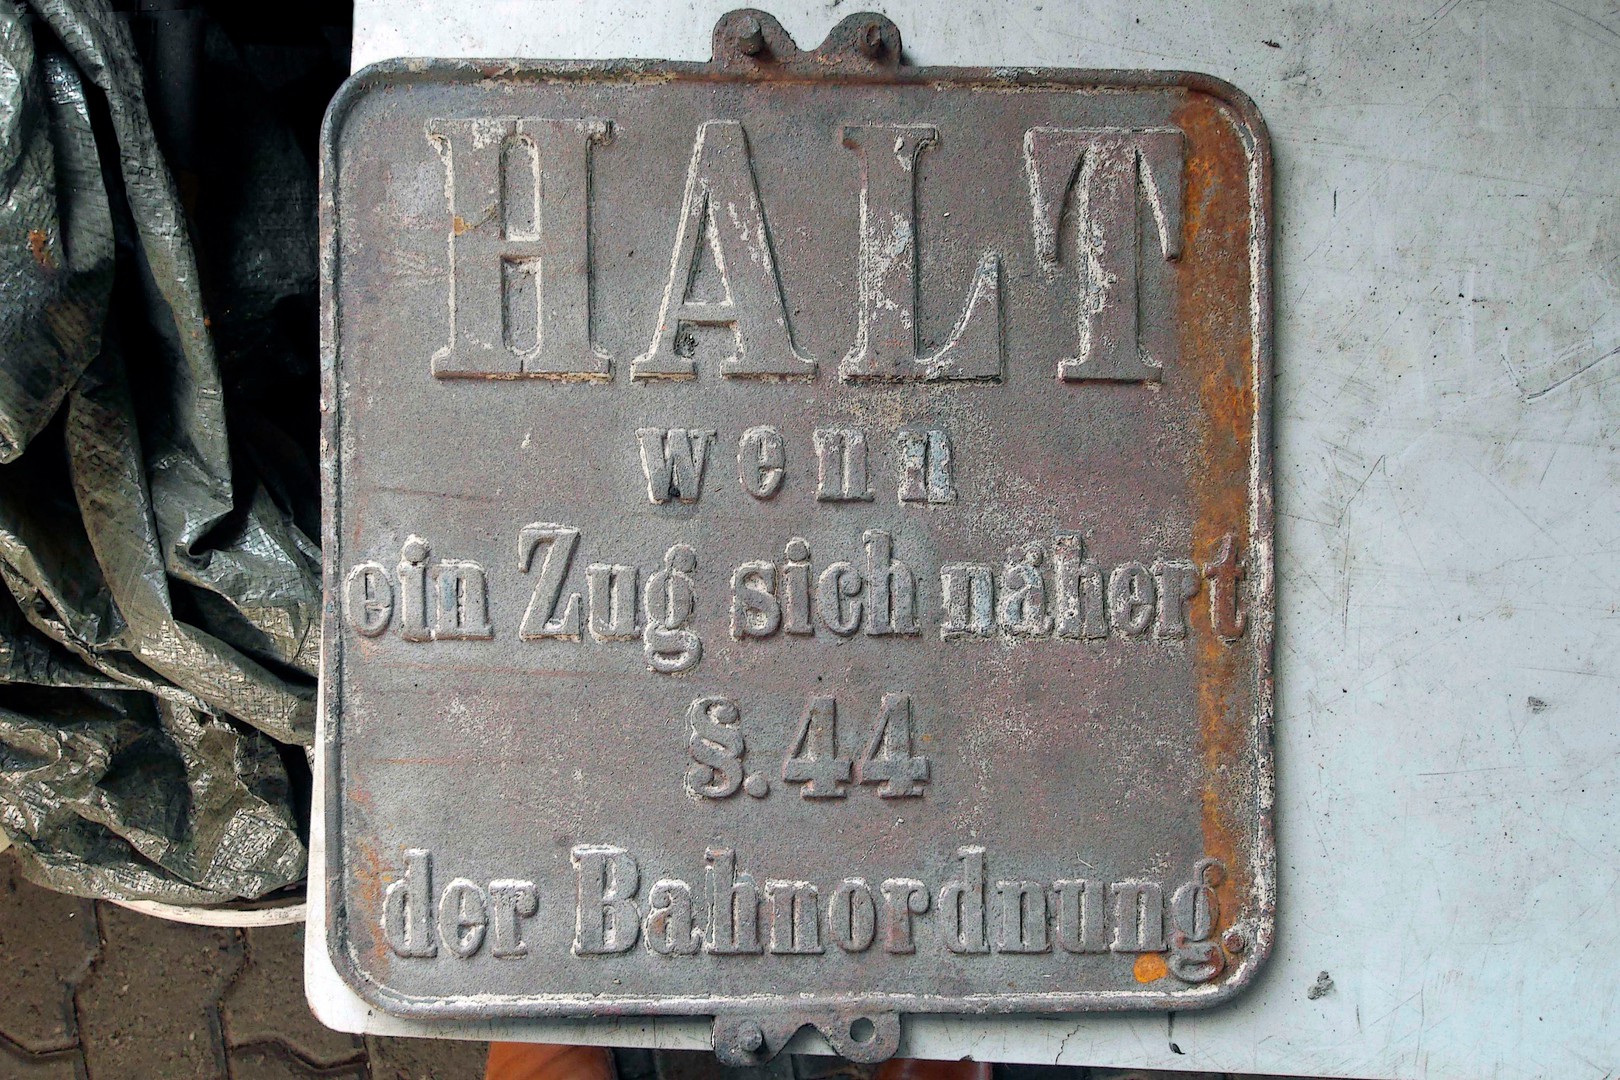 HALT
wenn
ein Zug sich nähert
§. 44
der Bahnordnung.